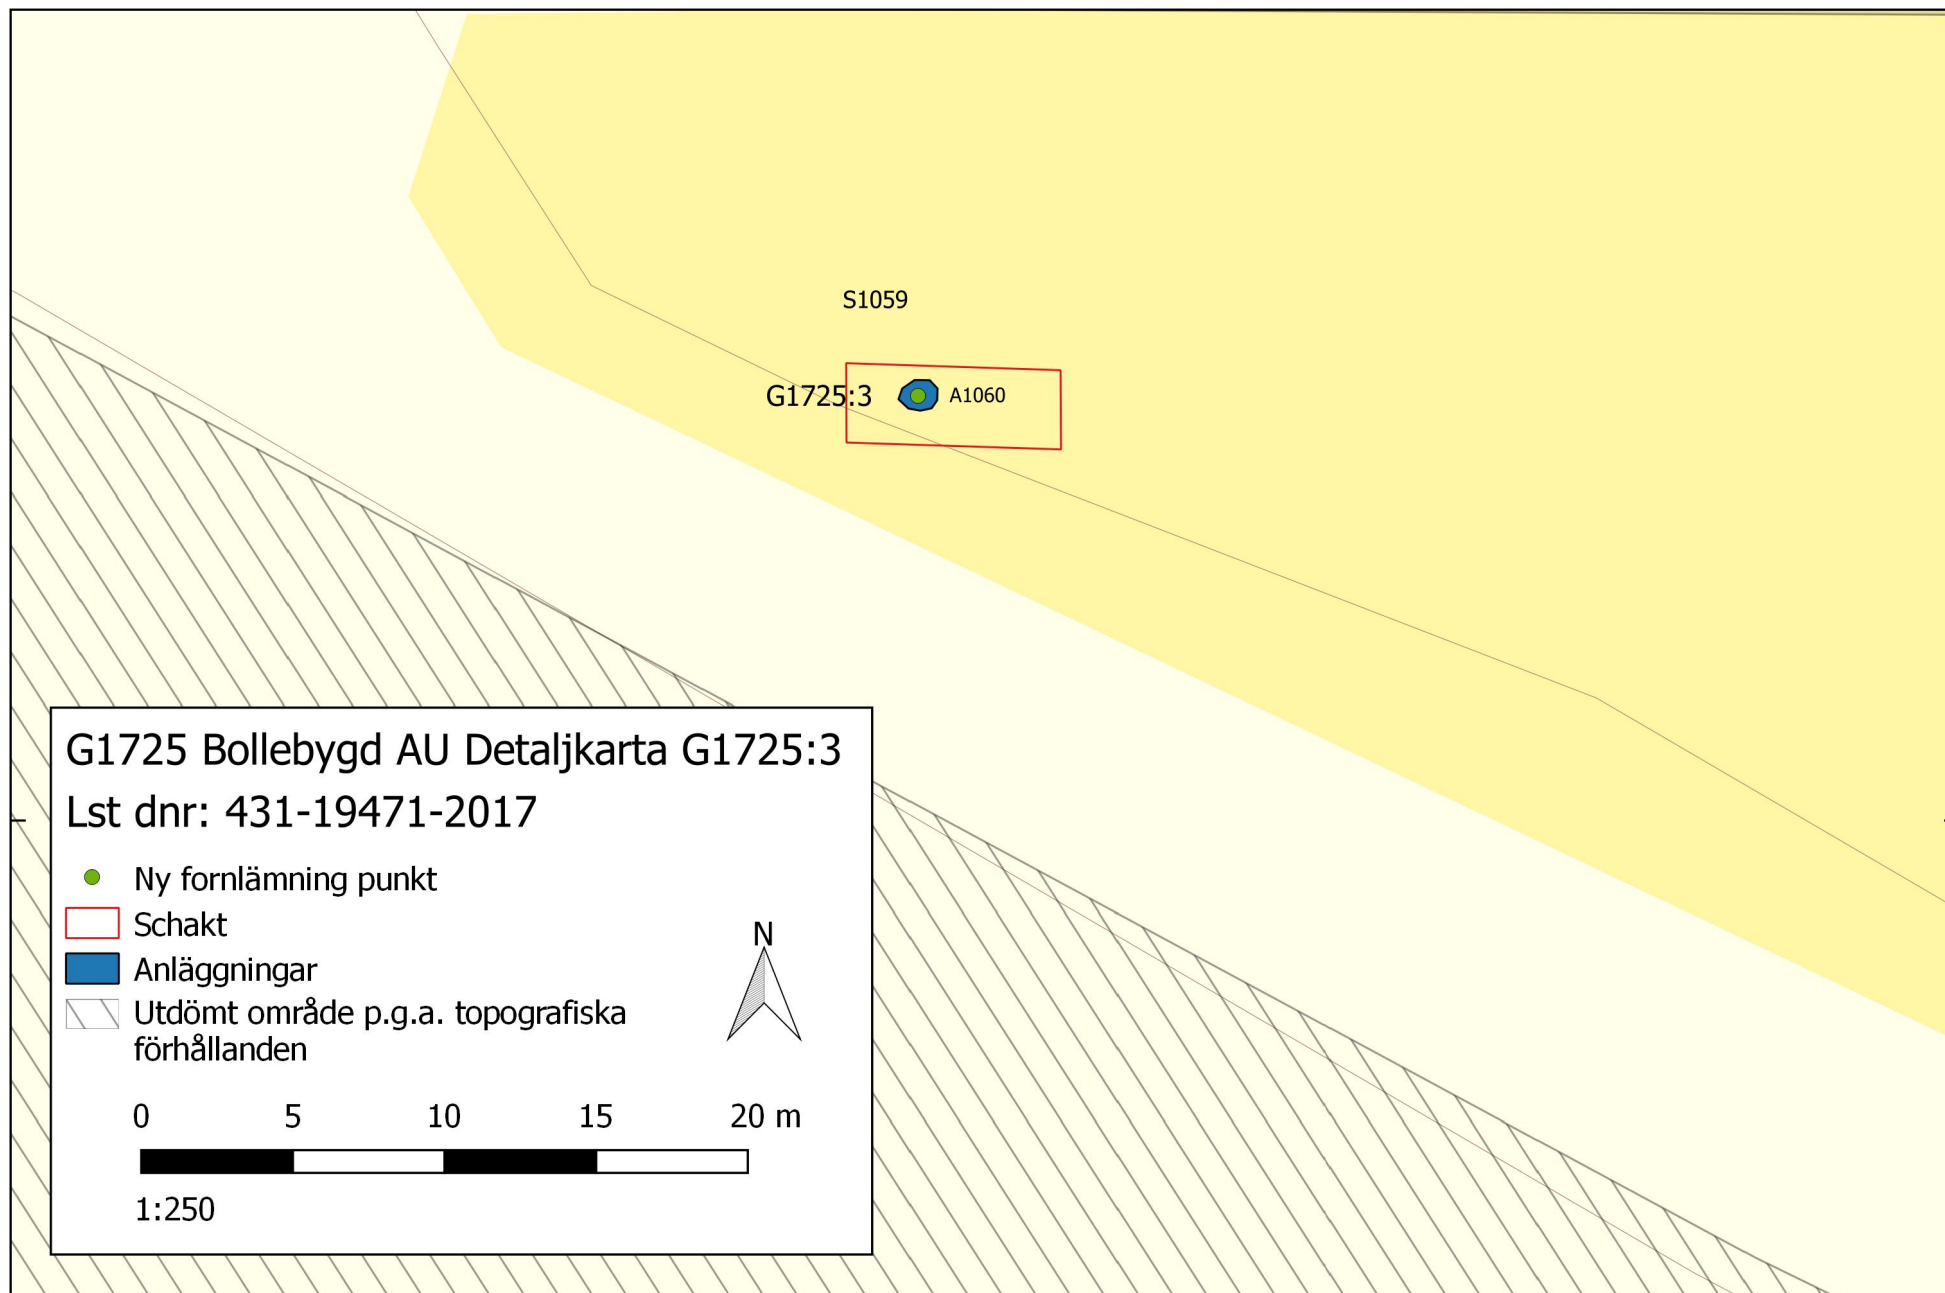 S1059
G1725:3
A1060
G1725 Bollebygd AU Detaljkarta G1725:3
Lst dnr: 431-19471-2017
Ny fornlämning punkt
Schakt
Anläggningar
Utdömt område p.g.a. topografiska
förhållanden
N
0 5 10 15 20 m
1:250